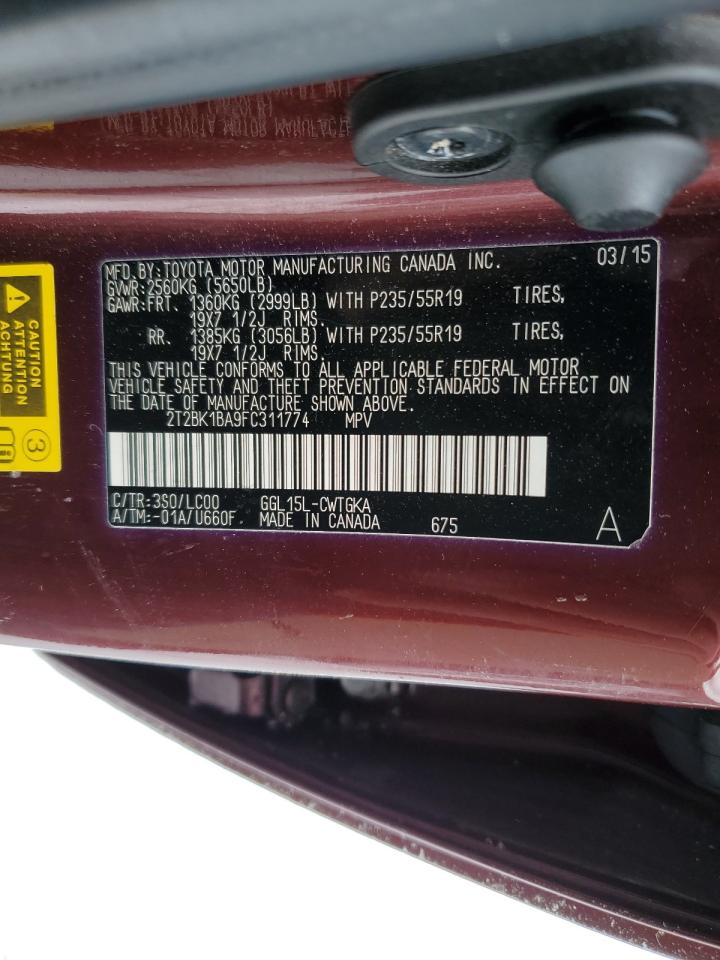 MFD. BY: TOYOTA MOTOR MANUFACTURING CANADA INC. 03/15
GVWR: 2560KG (5650LB)
GAWR: FRT. 1360KG (2999LB) WITH P235/55R19 TIRES,
19X7 1/2J RIMS.
RR. 1385KG (3056LB) WITH P235/55R19 TIRES,
19X7 1/2J RIMS.
THIS VEHICLE CONFORMS TO ALL APPLICABLE FEDERAL MOTOR
VEHICLE SAFETY AND THEFT PREVENTION STANDARDS IN EFFECT ON
THE DATE OF MANUFACTURE SHOWN ABOVE.
2T2BK1BA9FC311774 MPV
C/TR: 3S0/LC00 GGL15L-CWTGKA
A/TM: -01A/U660F MADE IN CANADA 675 A
CAUTION
ATTENTION
ACHTUNG
3